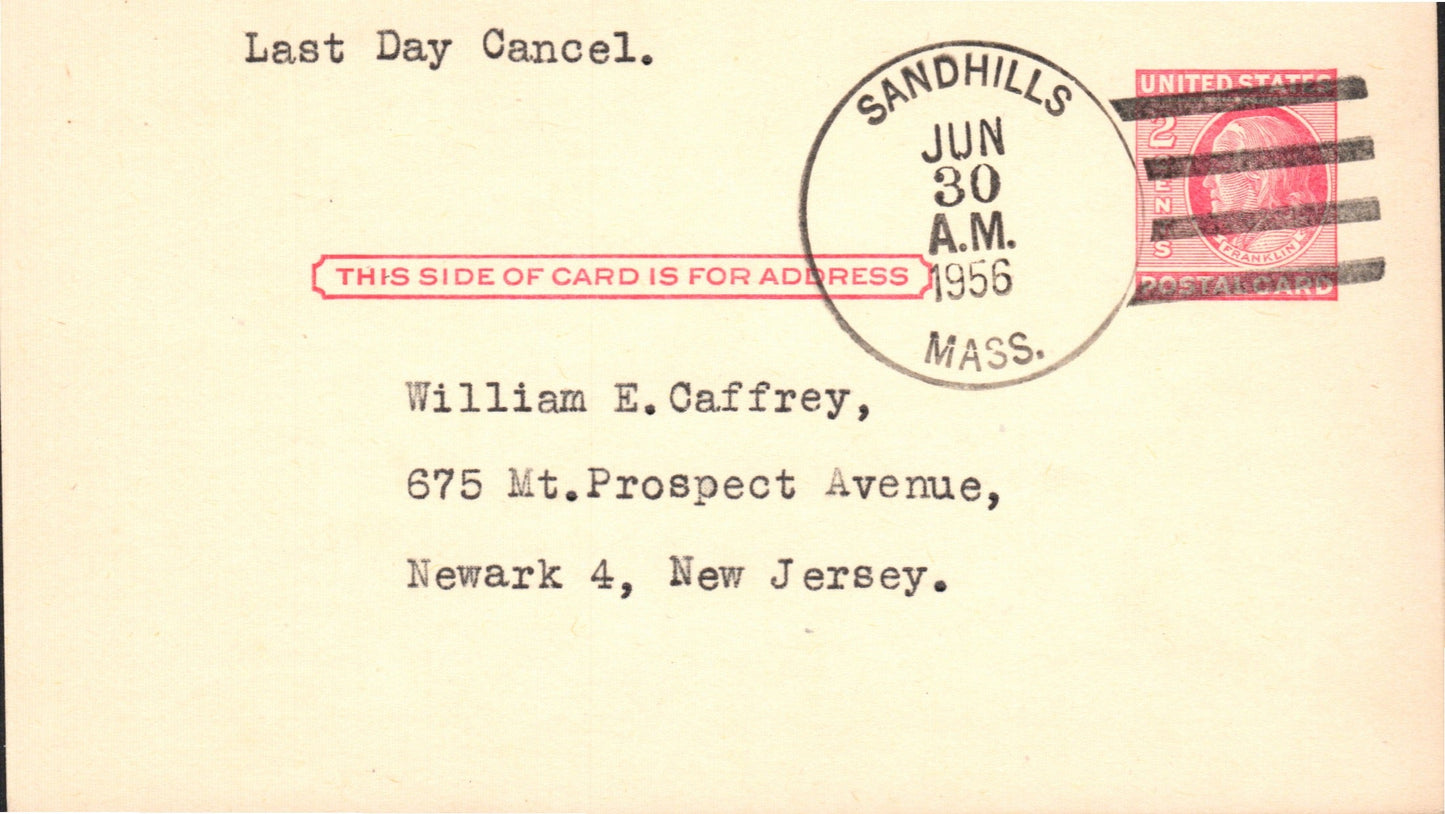 Last Day Cancel.
SANDHILLS
JUN
30
A.M.
1956
MASS.
UNITED STATES
2
CENTS
FRANKLIN
POSTAL CARD
THIS SIDE OF CARD IS FOR ADDRESS
William E. Caffrey,
675 Mt. Prospect Avenue,
Newark 4, New Jersey.